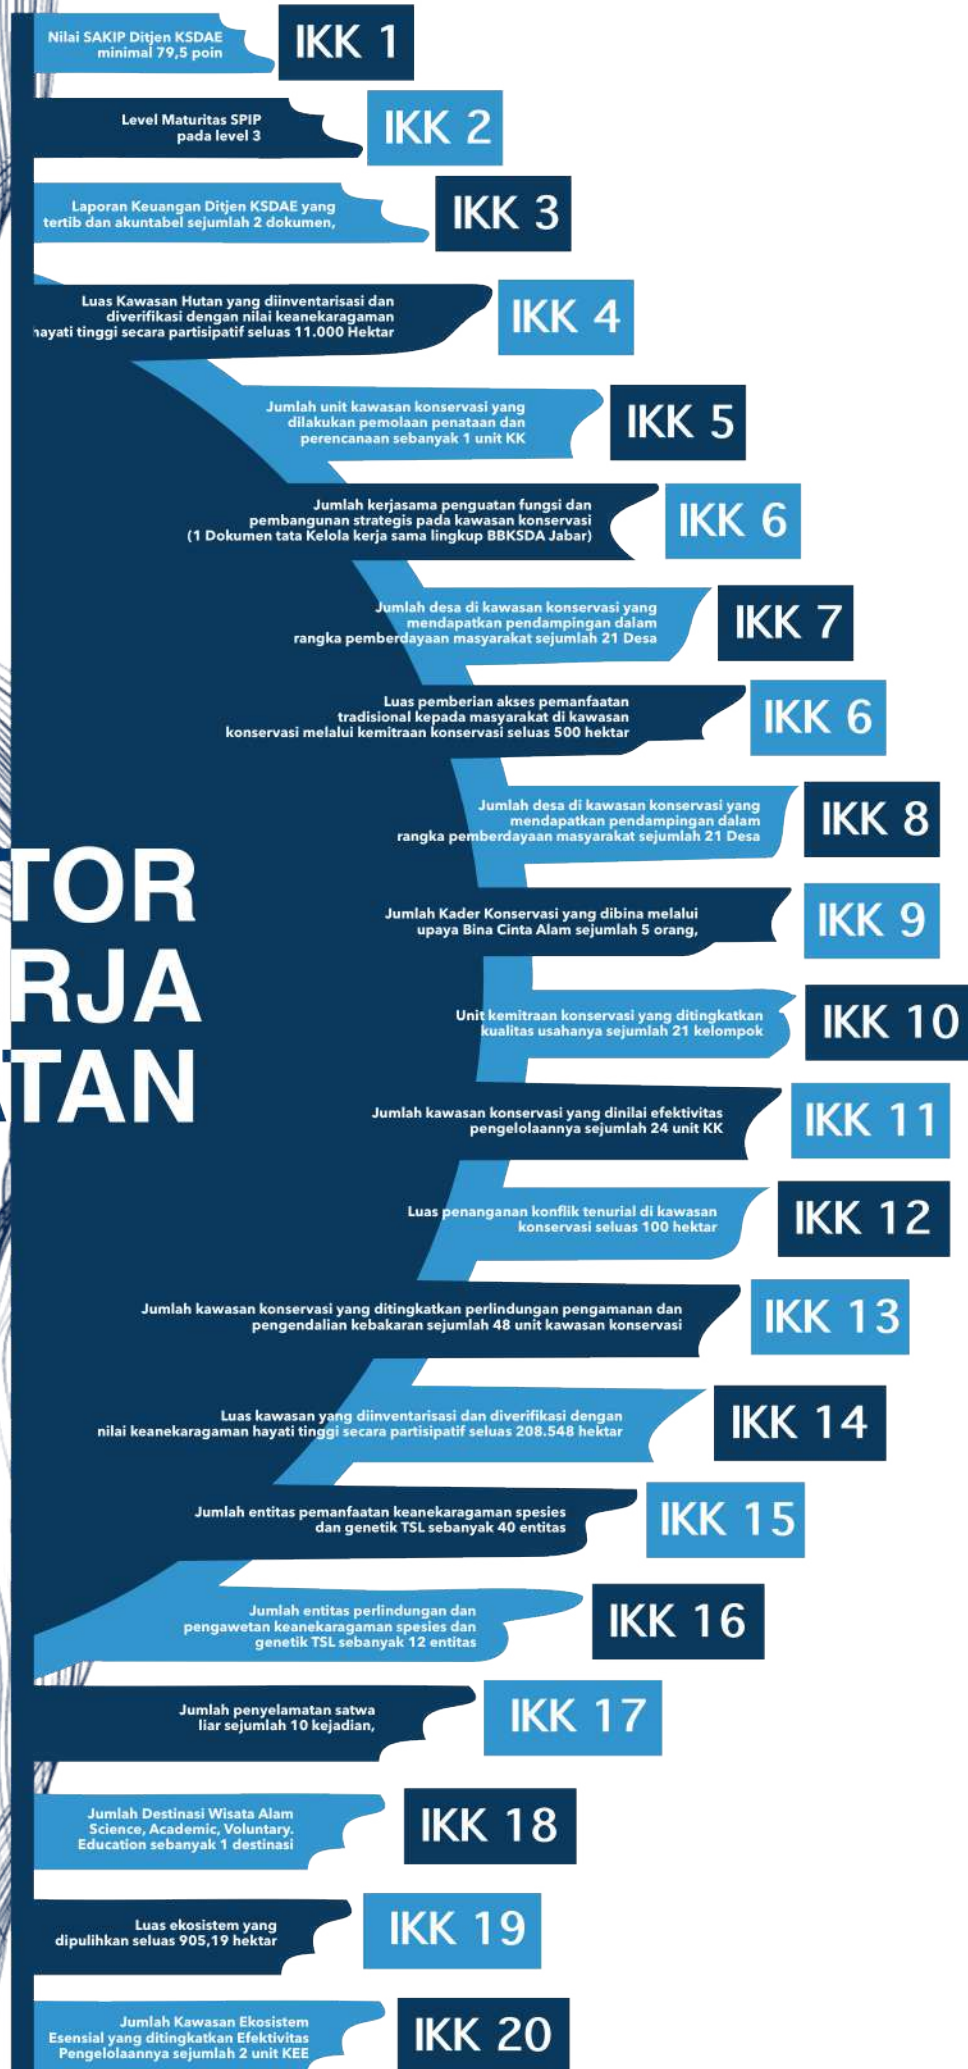 Nilai SAKIP Ditjen KSDAE
minimal 79,5 poin
IKK 1
Level Maturitas SPIP
pada level 3
IKK 2
Laporan Keuangan Ditjen KSDAE yang
tertib dan akuntabel sejumlah 2 dokumen,
IKK 3
Luas Kawasan Hutan yang diinventarisasi dan
diverifikasi dengan nilai keanekaragaman
hayati tinggi secara partisipatif seluas 11.000 Hektar
IKK 4
Jumlah unit kawasan konservasi yang
dilakukan pemolaan penataan dan
perencanaan sebanyak 1 unit KK
IKK 5
Jumlah kerjasama penguatan fungsi dan
pembangunan strategis pada kawasan konservasi
(1 Dokumen tata Kelola kerja sama lingkup BBKSDA Jabar)
IKK 6
Jumlah desa di kawasan konservasi yang
mendapatkan pendampingan dalam
rangka pemberdayaan masyarakat sejumlah 21 Desa
IKK 7
Luas pemberian akses pemanfaatan
tradisional kepada masyarakat di kawasan
konservasi melalui kemitraan konservasi seluas 500 hektar
IKK 6
Jumlah desa di kawasan konservasi yang
mendapatkan pendampingan dalam
rangka pemberdayaan masyarakat sejumlah 21 Desa
IKK 8
TOR
RJA
TAN
Jumlah Kader Konservasi yang dibina melalui
upaya Bina Cinta Alam sejumlah 5 orang,
IKK 9
Unit kemitraan konservasi yang ditingkatkan
kualitas usahanya sejumlah 21 kelompok
IKK 10
Jumlah kawasan konservasi yang dinilai efektivitas
pengelolaannya sejumlah 24 unit KK
IKK 11
Luas penanganan konflik tenurial di kawasan
konservasi seluas 100 hektar
IKK 12
Jumlah kawasan konservasi yang ditingkatkan perlindungan pengamanan dan
pengendalian kebakaran sejumlah 48 unit kawasan konservasi
IKK 13
Luas kawasan yang diinventarisasi dan diverifikasi dengan
nilai keanekaragaman hayati tinggi secara partisipatif seluas 208.548 hektar
IKK 14
Jumlah entitas pemanfaatan keanekaragaman spesies
dan genetik TSL sebanyak 40 entitas
IKK 15
Jumlah entitas perlindungan dan
pengawetan keanekaragaman spesies dan
genetik TSL sebanyak 12 entitas
IKK 16
Jumlah penyelamatan satwa
liar sejumlah 10 kejadian,
IKK 17
Jumlah Destinasi Wisata Alam
Science, Academic, Voluntary.
Education sebanyak 1 destinasi
IKK 18
Luas ekosistem yang
dipulihkan seluas 905,19 hektar
IKK 19
Jumlah Kawasan Ekosistem
Esensial yang ditingkatkan Efektivitas
Pengelolaannya sejumlah 2 unit KEE
IKK 20